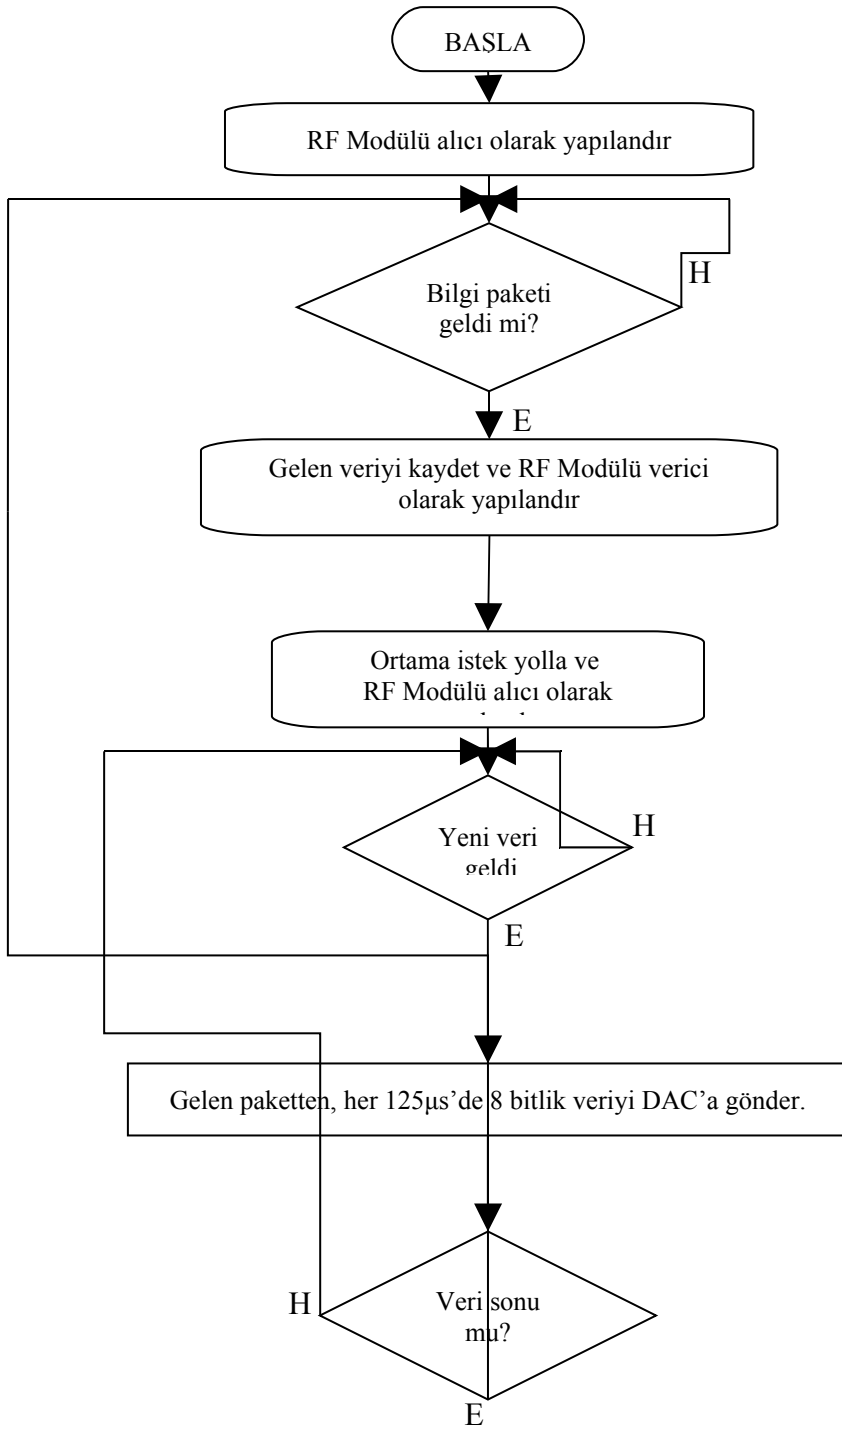 BAŞLA
RF Modülü alıcı olarak yapılandır
H
Bilgi paketi
geldi mi?
E
Gelen veriyi kaydet ve RF Modülü verici
olarak yapılandır
Ortama istek yolla ve
RF Modülü alıcı olarak
H
Yeni veri
geldi
E
Gelen paketten, her 125μs’de 8 bitlik veriyi DAC’a gönder.
H
Veri sonu
mu?
E